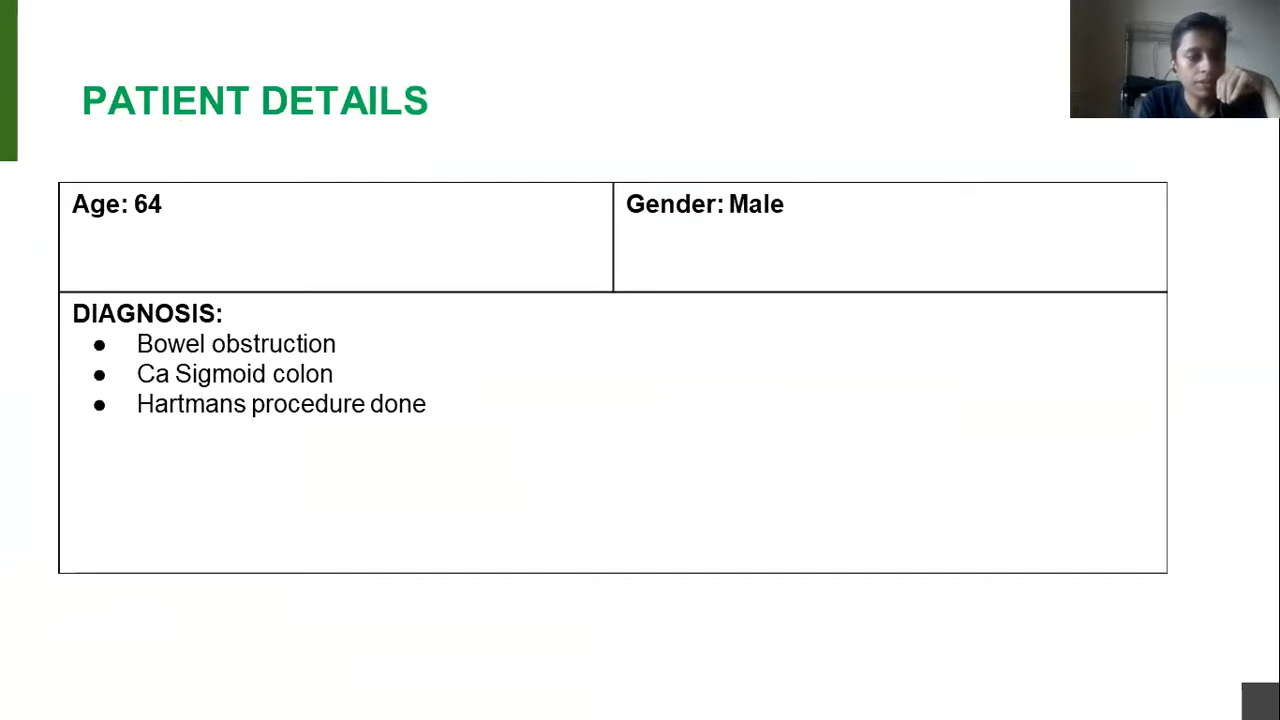 PATIENT DETAILS
Age: 64
Gender: Male
DIAGNOSIS:
● Bowel obstruction
● Ca Sigmoid colon
● Hartmans procedure done